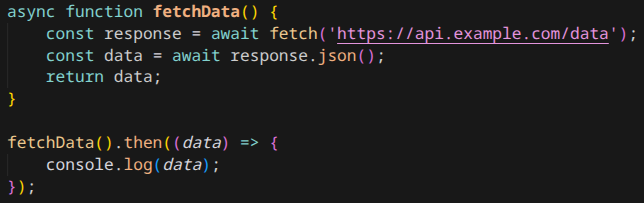 async function fetchData() {
    const response = await fetch('https://api.example.com/data');
    const data = await response.json();
    return data;
}

fetchData().then((data) => {
    console.log(data);
});